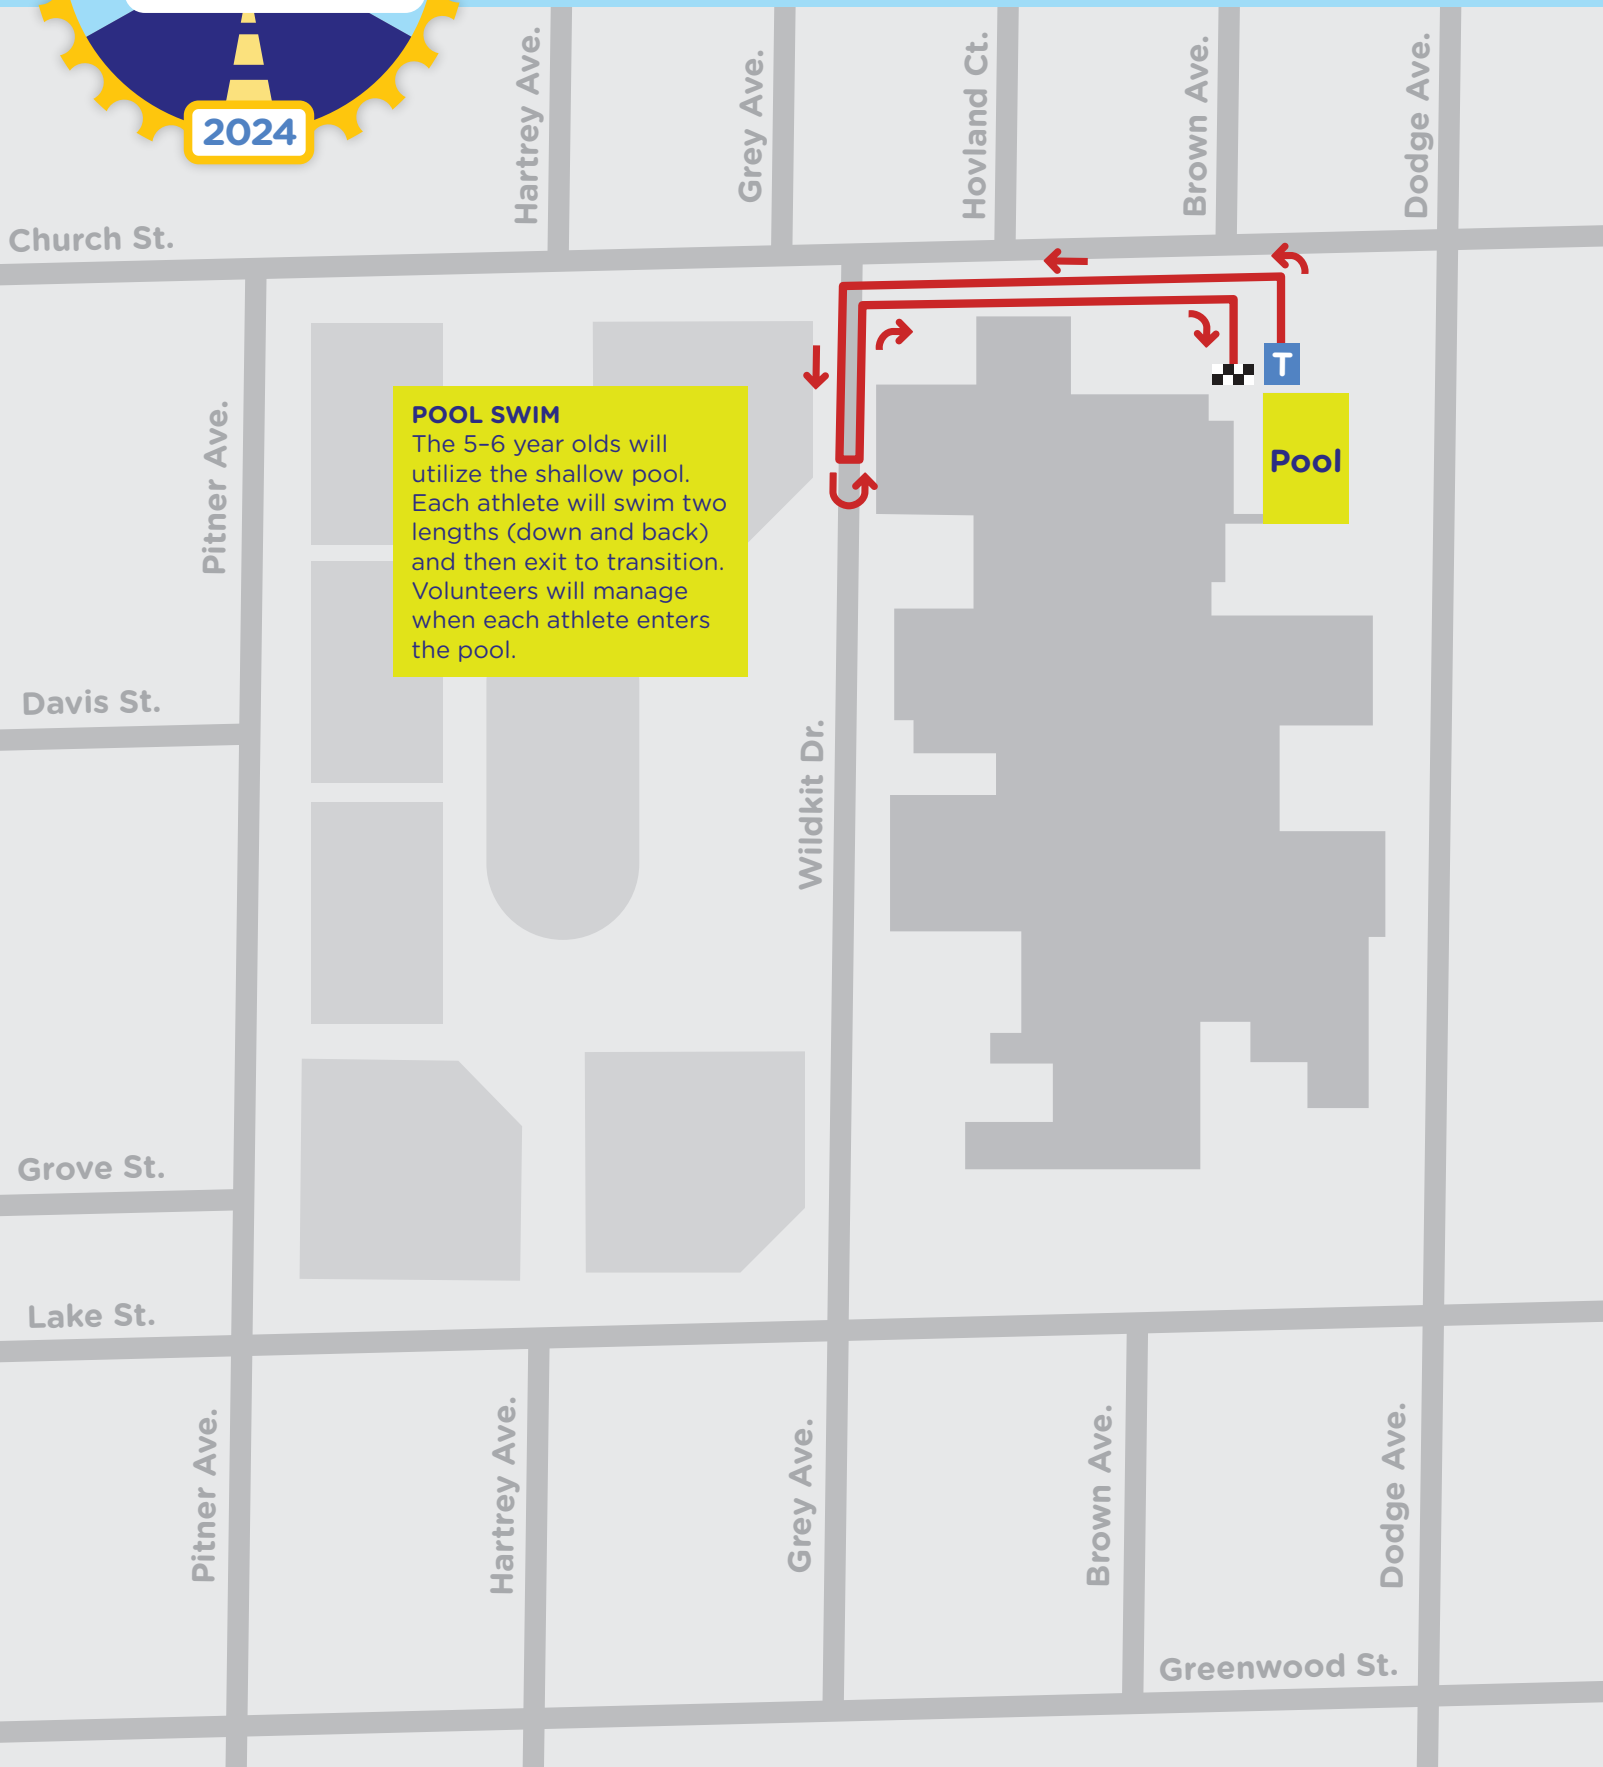 2024
Hartrey Ave.
Grey Ave.
Hovland Ct.
Brown Ave.
Dodge Ave.
Church St.
T
Pool
POOL SWIM
The 5–6 year olds will
utilize the shallow pool.
Each athlete will swim two
lengths (down and back)
and then exit to transition.
Volunteers will manage
when each athlete enters
the pool.
Pitner Ave.
Davis St.
Wildkit Dr.
Grove St.
Lake St.
Pitner Ave.
Hartrey Ave.
Grey Ave.
Brown Ave.
Dodge Ave.
Greenwood St.